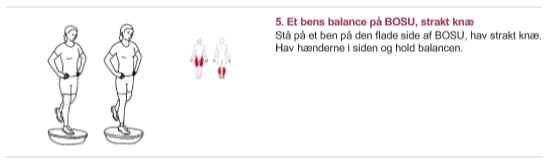 5. Et bens balance på BOSU, strakt knæ
Stå på et ben på den flade side af BOSU, hav strakt knæ.
Hav hænderne i siden og hold balancen.